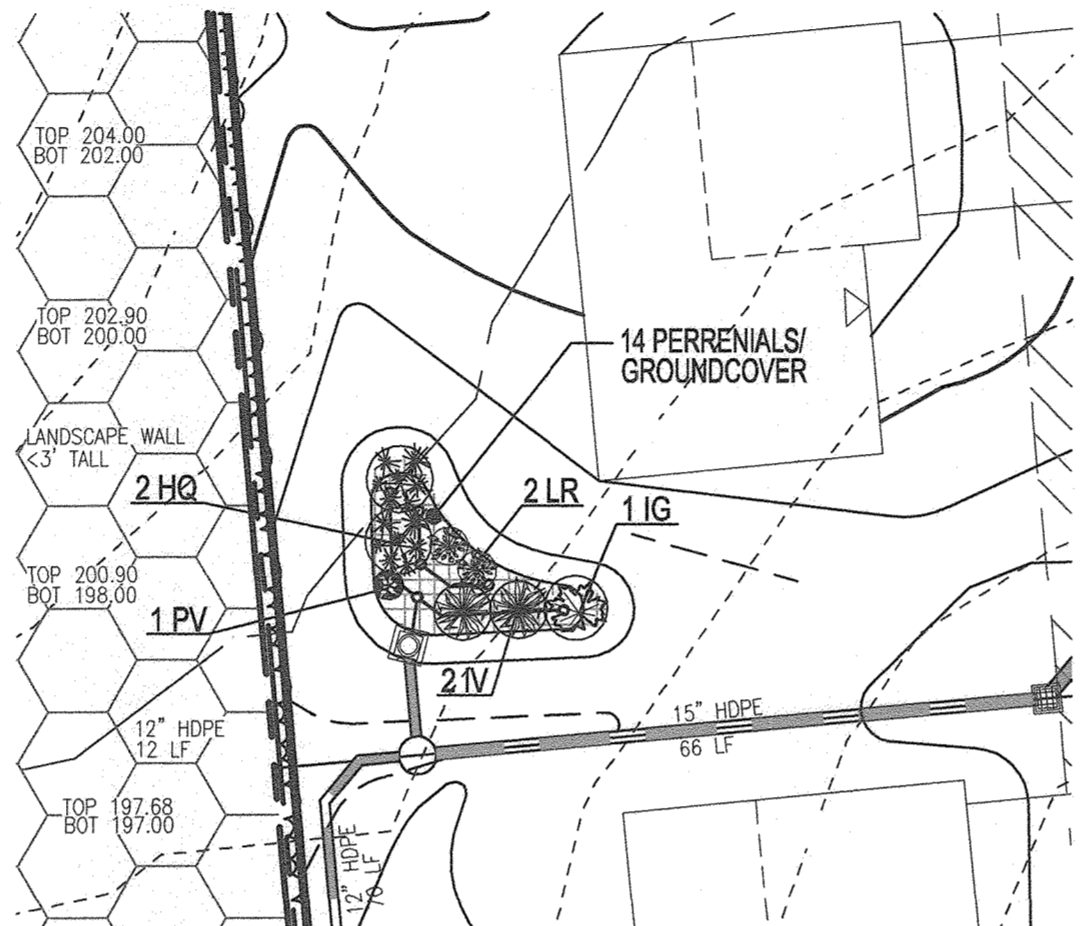 TOP 204.00
BOT 202.00
TOP 202.90
BOT 200.00
14 PERRENIALS/
GROUNDCOVER
LANDSCAPE WALL
<3' TALL
2 HQ
2 LR
1 IG
TOP 200.90
BOT 198.00
1 PV
2 IV
12" HDPE
12 LF
15" HDPE
66 LF
TOP 197.68
BOT 197.00
12" HDPE
70 LF